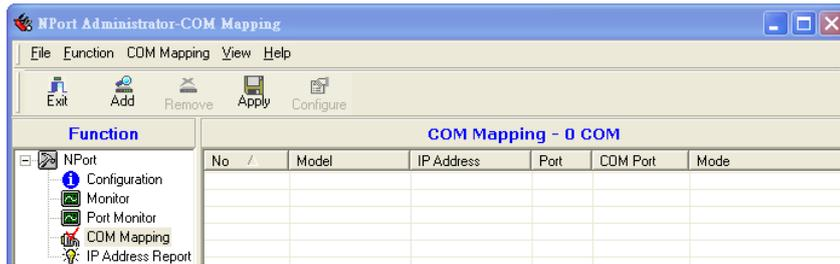 NPort Administrator-COM Mapping
File Function COM Mapping View Help
Exit Add Remove Apply Configure
Function
COM Mapping - 0 COM
No Model IP Address Port COM Port Mode
NPort
Configuration
Monitor
Port Monitor
COM Mapping
IP Address Report